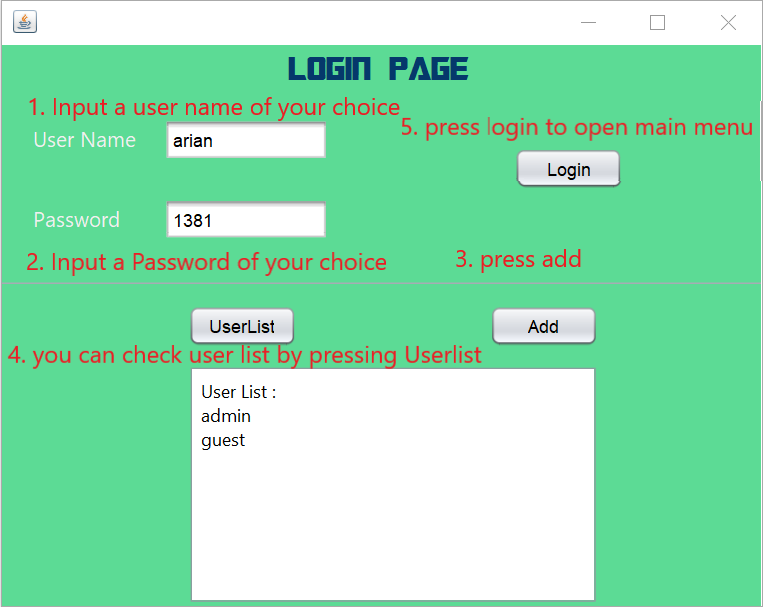 LOGIN PAGE
1. Input a user name of your choice
5. press login to open main menu
User Name
arian
Login
Password
1381
2. Input a Password of your choice
3. press add
UserList
Add
4. you can check user list by pressing Userlist
User List :
admin
guest